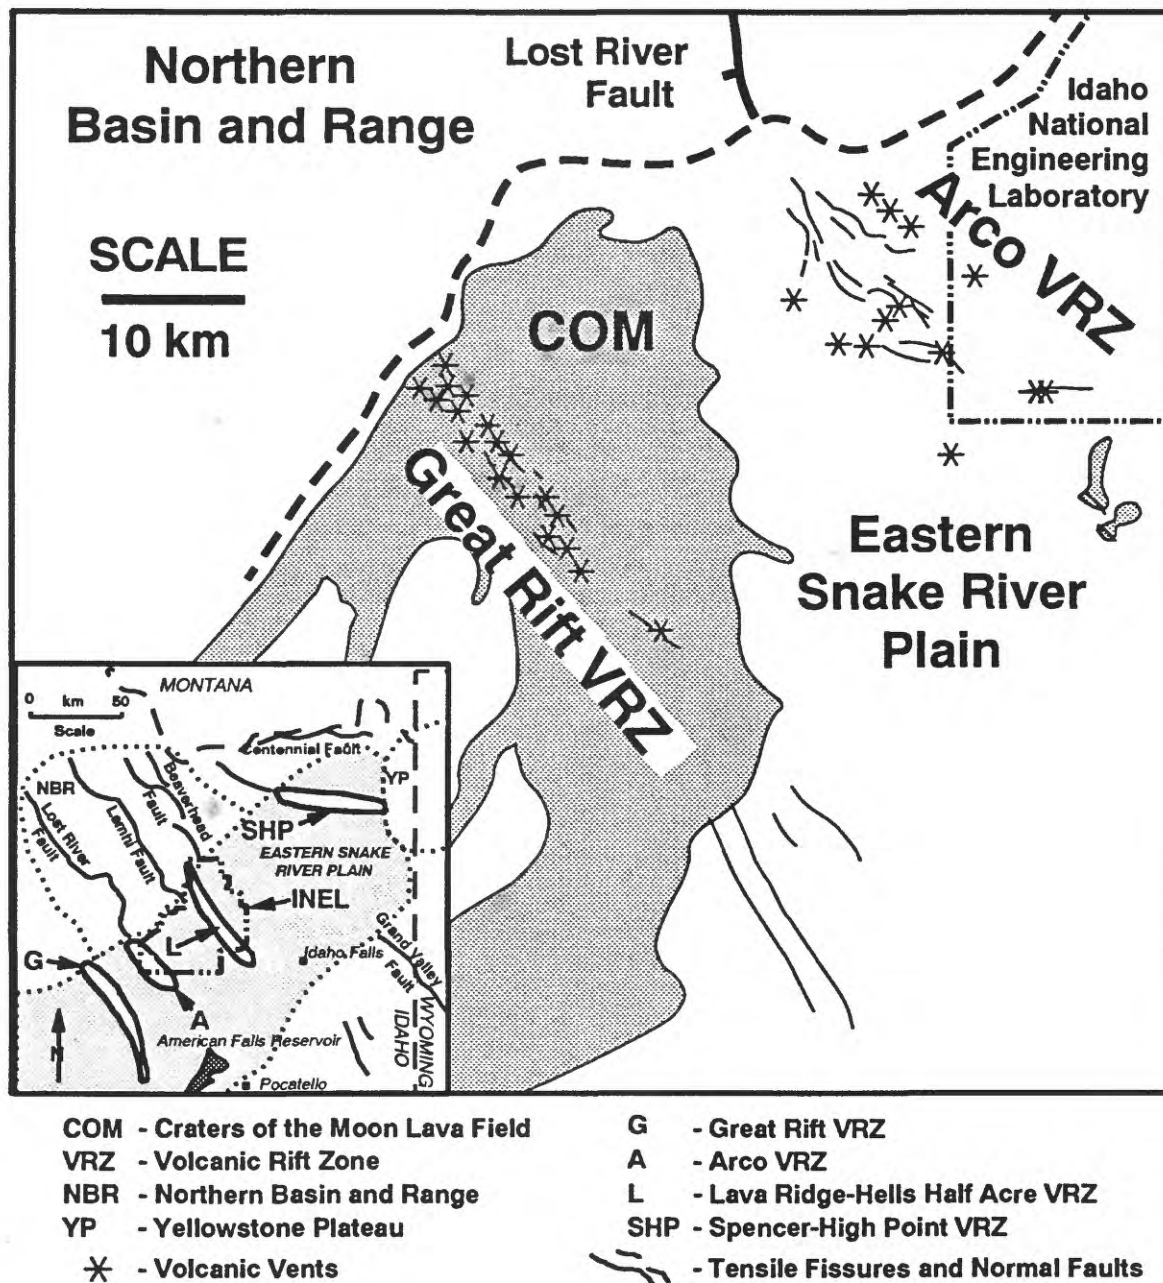 Northern
Basin and Range
Lost River
Fault
Idaho
National
Engineering
Laboratory
Arco VRZ
SCALE
10 km
COM
Great Rift VRZ
Eastern
Snake River
Plain
MONTANA
0 km 50
Scale
Centennial Fault
YP
NBR
Beaverhead
Fault
Lemhi Fault
Lost River
Fault
SHP
EASTERN SNAKE
RIVER PLAIN
INEL
L
G
Grand Valley
Fault
Idaho Falls
A
American Falls Reservoir
N
WYOMING
IDAHO
Pocatello
COM - Craters of the Moon Lava Field
VRZ - Volcanic Rift Zone
NBR - Northern Basin and Range
YP - Yellowstone Plateau
- Volcanic Vents
G - Great Rift VRZ
A - Arco VRZ
L - Lava Ridge-Hells Half Acre VRZ
SHP - Spencer-High Point VRZ
- Tensile Fissures and Normal Faults